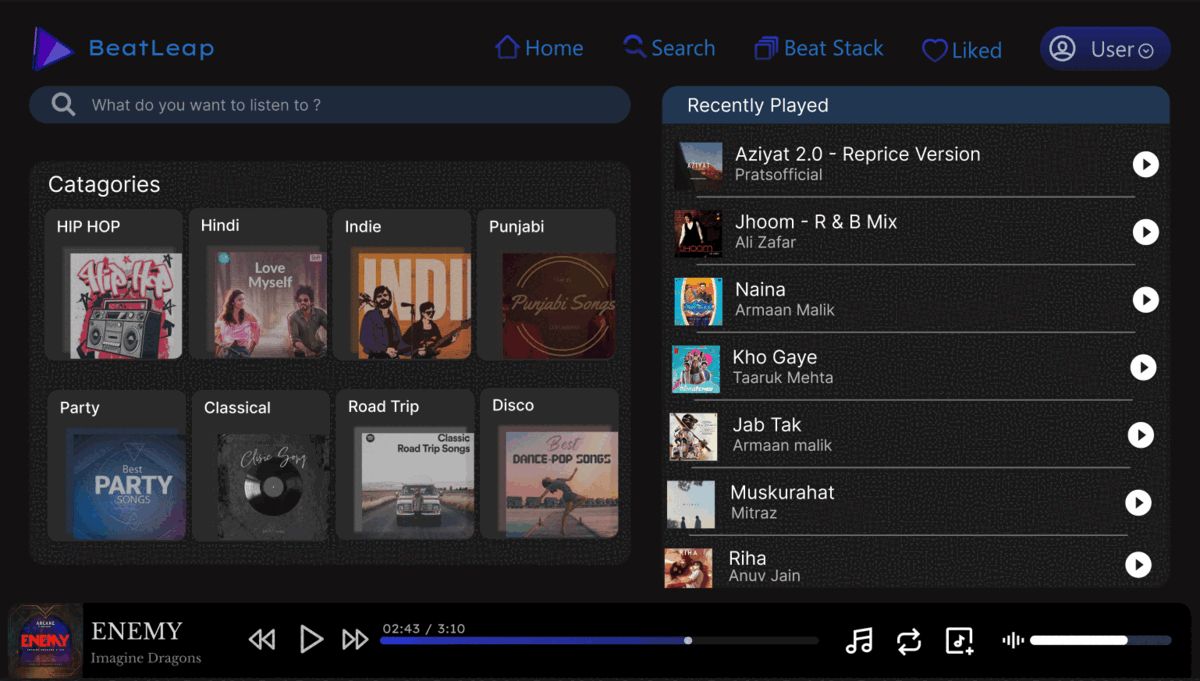 BeatLeap
Home
Search
Beat Stack
Liked
User
What do you want to listen to ?
Catagories
HIP HOP
Hip-Hop
Hindi
Love
Myself
Indie
INDI
Punjabi
Punjabi Songs
Party
Best
PARTY
SONGS
Classical
Road Trip
Classic
Road Trip Songs
Disco
Best
DANCE-POP SONGS
Recently Played
AZIYAT
Aziyat 2.0 - Reprice Version
Pratsofficial
JHOOM
Jhoom - R & B Mix
Ali Zafar
Naina
Armaan Malik
Kho Gaye
Taaruk Mehta
Jab Tak
Armaan malik
Muskurahat
Mitraz
RIHA
Riha
Anuv Jain
ARCANE
ENEMY
ENEMY
Imagine Dragons
02:43 / 3:10